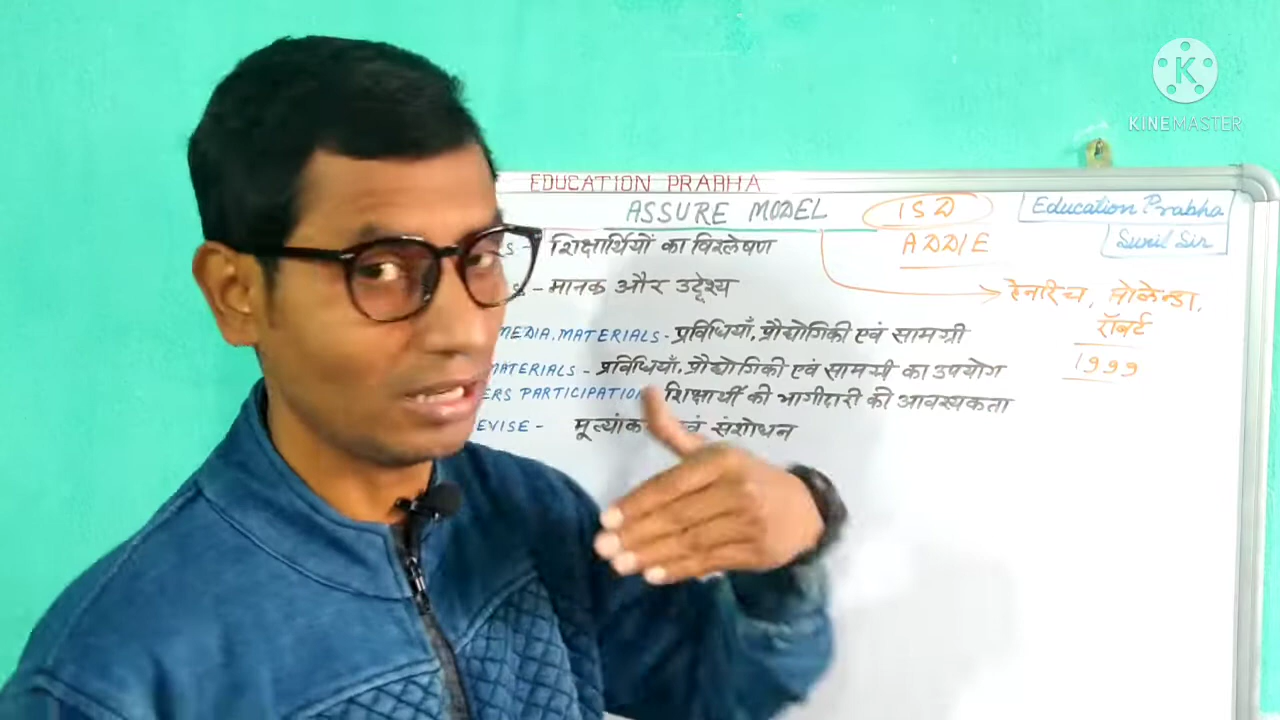 KINEMASTER
EDUCATION PRABHA
ASSURE MODEL
ISD
ADDIE
Education Prabha
Sunil Sir
S - शिक्षार्थियों का विश्लेषण
S - मानक और उद्देश्य
MEDIA, MATERIALS - प्रविधियाँ, प्रौद्योगिकी एवं सामग्री
MATERIALS - प्रविधियाँ, प्रौद्योगिकी एवं सामग्री का उपयोग
ERS PARTICIPATION शिक्षार्थी की भागीदारी की आवश्यकता
EVISE - मूल्यांक एवं संशोधन
हेनरिच, मोलेन्डा,
रॉबर्ट
1999